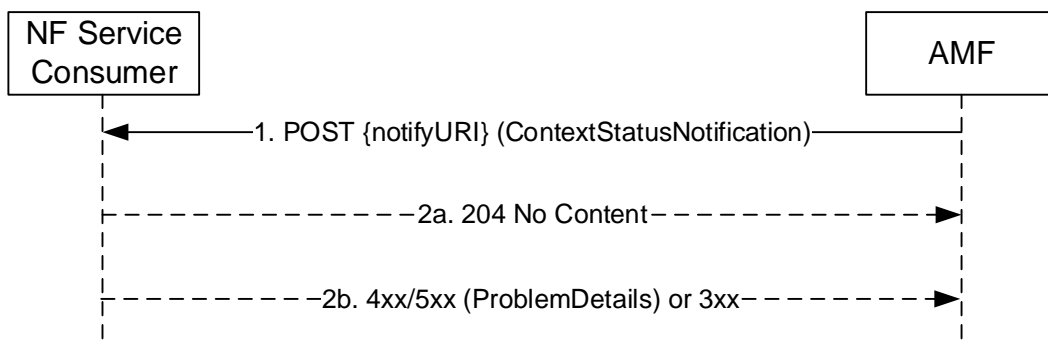 NF Service
Consumer
AMF
1. POST {notifyURI} (ContextStatusNotification)
2a. 204 No Content
2b. 4xx/5xx (ProblemDetails) or 3xx